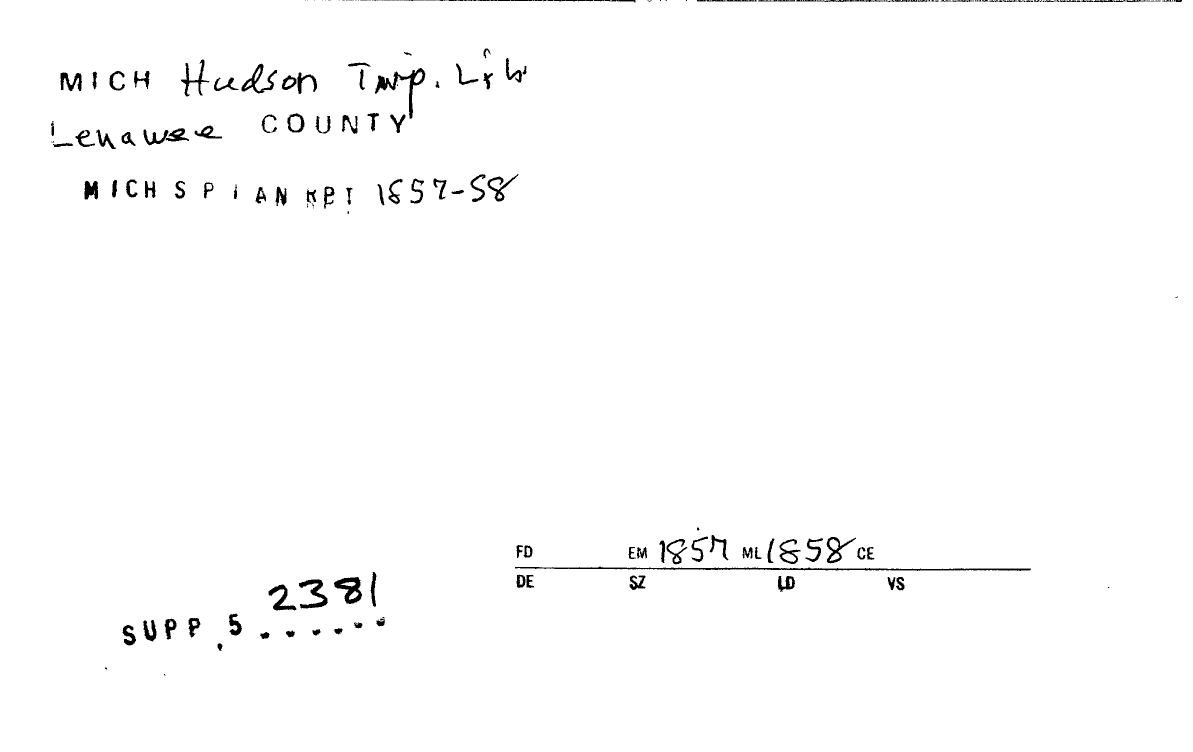 MICH Hudson Twp. Lib
Lenawee COUNTY
MICH S P I AN RPT 1857-58
FD EM 1857 ML 1858 CE
DE SZ LD VS
2381
SUPP.5......